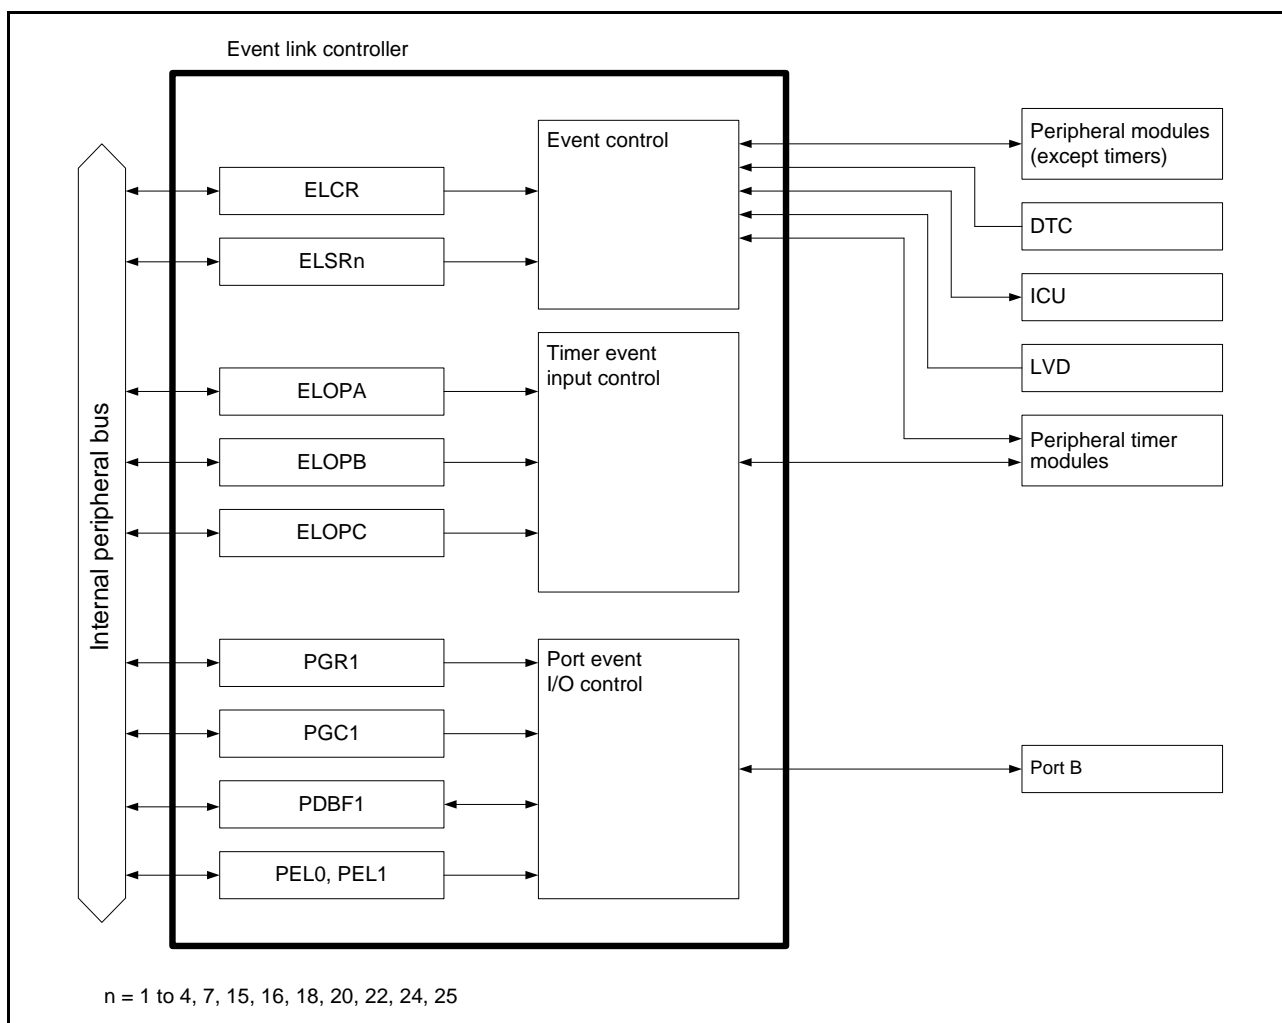 Event link controller
Internal peripheral bus
ELCR
ELSRn
ELOPA
ELOPB
ELOPC
PGR1
PGC1
PDBF1
PEL0, PEL1
Event control
Timer event
input control
Port event
I/O control
Peripheral modules
(except timers)
DTC
ICU
LVD
Peripheral timer
modules
Port B
n = 1 to 4, 7, 15, 16, 18, 20, 22, 24, 25